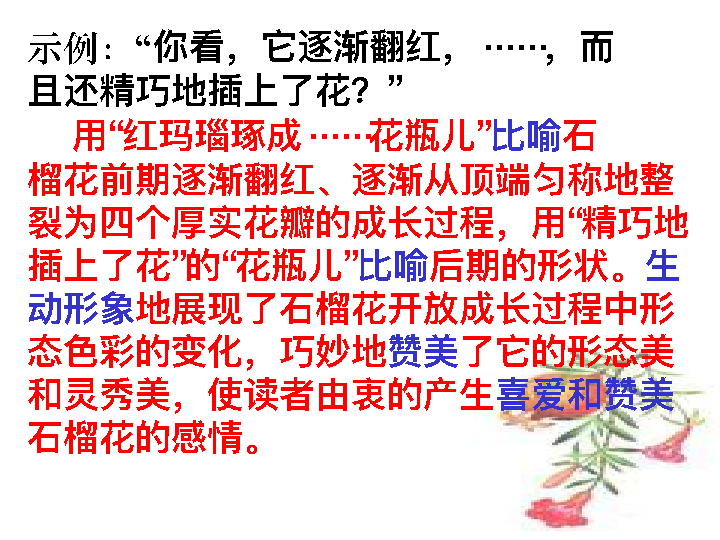 示例：“你看，它逐渐翻红， ……，而
且还精巧地插上了花？”
用“红玛瑙琢成……花瓶儿”比喻石
榴花前期逐渐翻红、逐渐从顶端匀称地整
裂为四个厚实花瓣的成长过程，用“精巧地
插上了花”的“花瓶儿”比喻后期的形状。生
动形象地展现了石榴花开放成长过程中形
态色彩的变化，巧妙地赞美了它的形态美
和灵秀美，使读者由衷的产生喜爱和赞美
石榴花的感情。